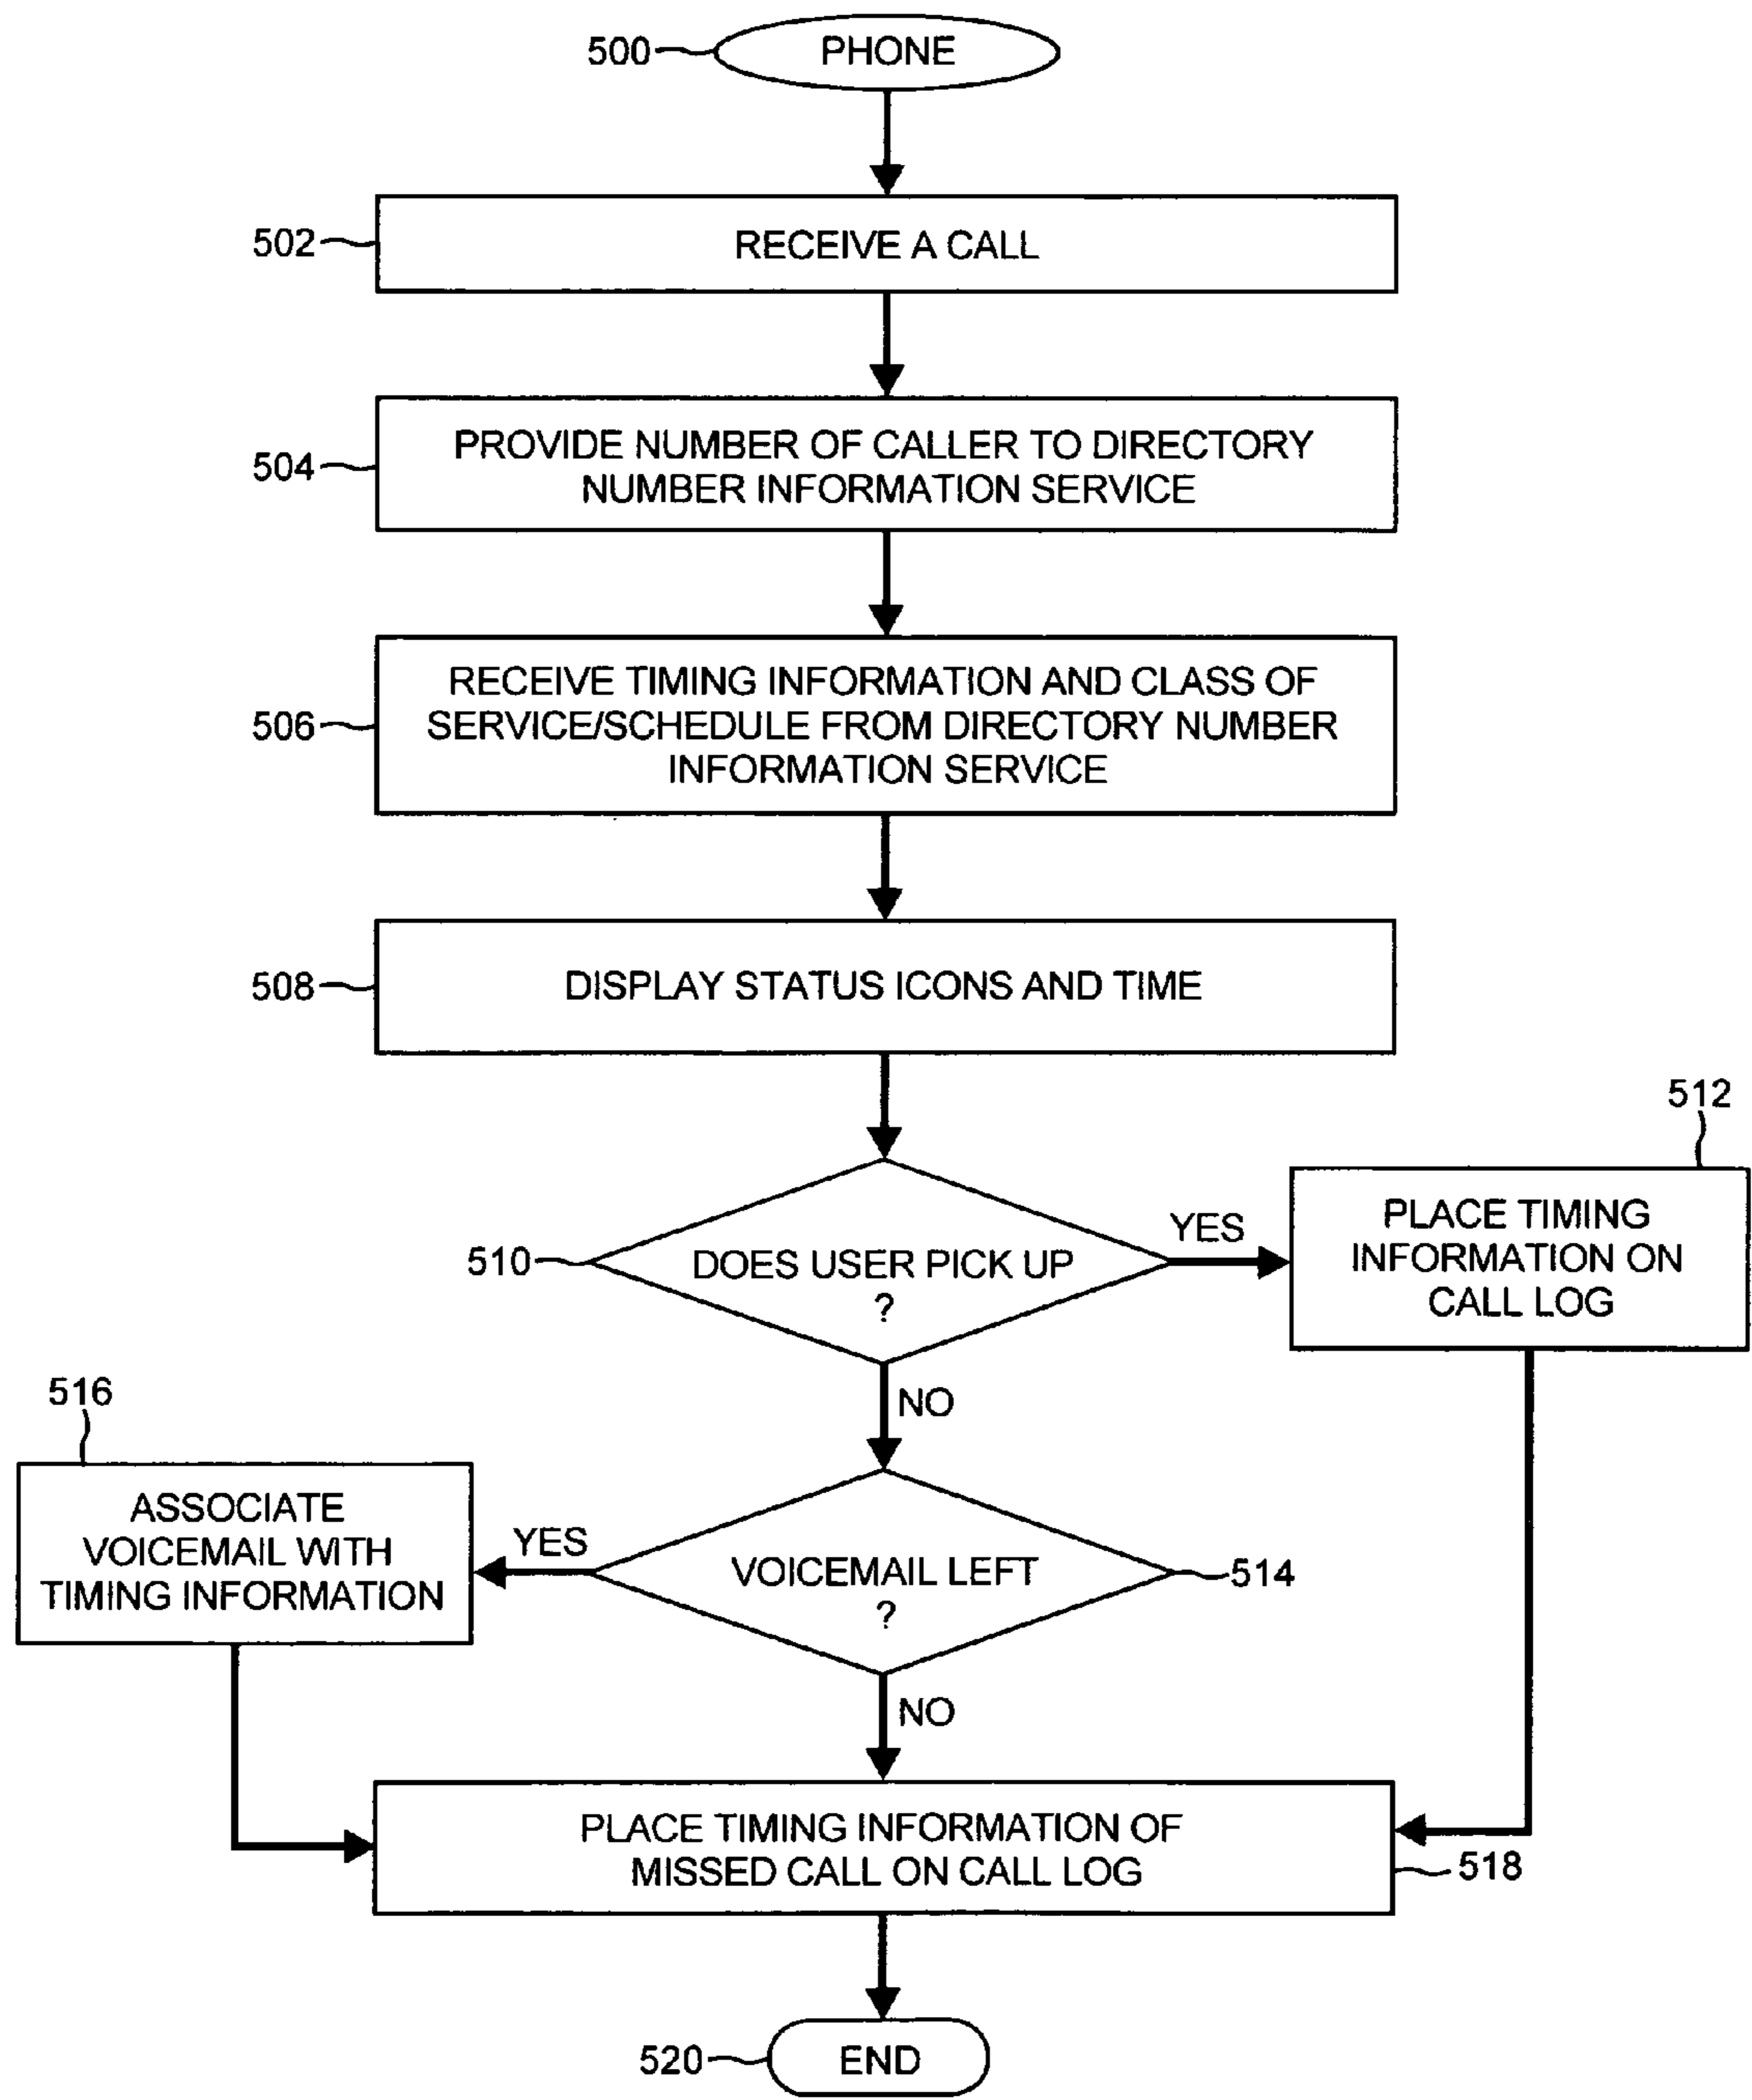 500
PHONE
502
RECEIVE A CALL
504
PROVIDE NUMBER OF CALLER TO DIRECTORY
NUMBER INFORMATION SERVICE
506
RECEIVE TIMING INFORMATION AND CLASS OF
SERVICE/SCHEDULE FROM DIRECTORY NUMBER
INFORMATION SERVICE
508
DISPLAY STATUS ICONS AND TIME
510
DOES USER PICK UP
?
YES
512
PLACE TIMING
INFORMATION ON
CALL LOG
NO
514
VOICEMAIL LEFT
?
YES
516
ASSOCIATE
VOICEMAIL WITH
TIMING INFORMATION
NO
PLACE TIMING INFORMATION OF
MISSED CALL ON CALL LOG
518
520
END